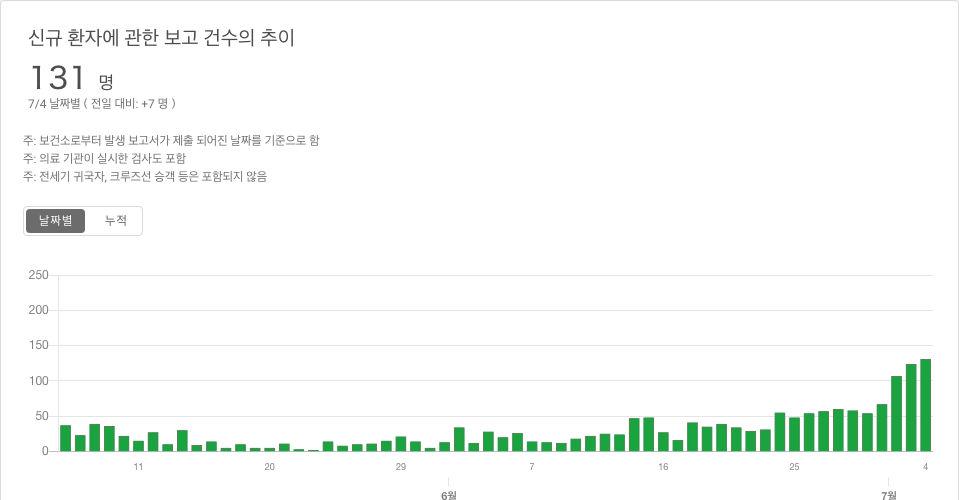 신규 환자에 관한 보고 건수의 추이
131 명
7/4 날짜별 ( 전일 대비: +7 명 )
주: 보건소로부터 발생 보고서가 제출 되어진 날짜를 기준으로 함
주: 의료 기관이 실시한 검사도 포함
주: 전세기 귀국자, 크루즈선 승객 등은 포함되지 않음
날짜별 누적
250
200
150
100
50
0
11 20 29 7 16 25 4
6월 7월